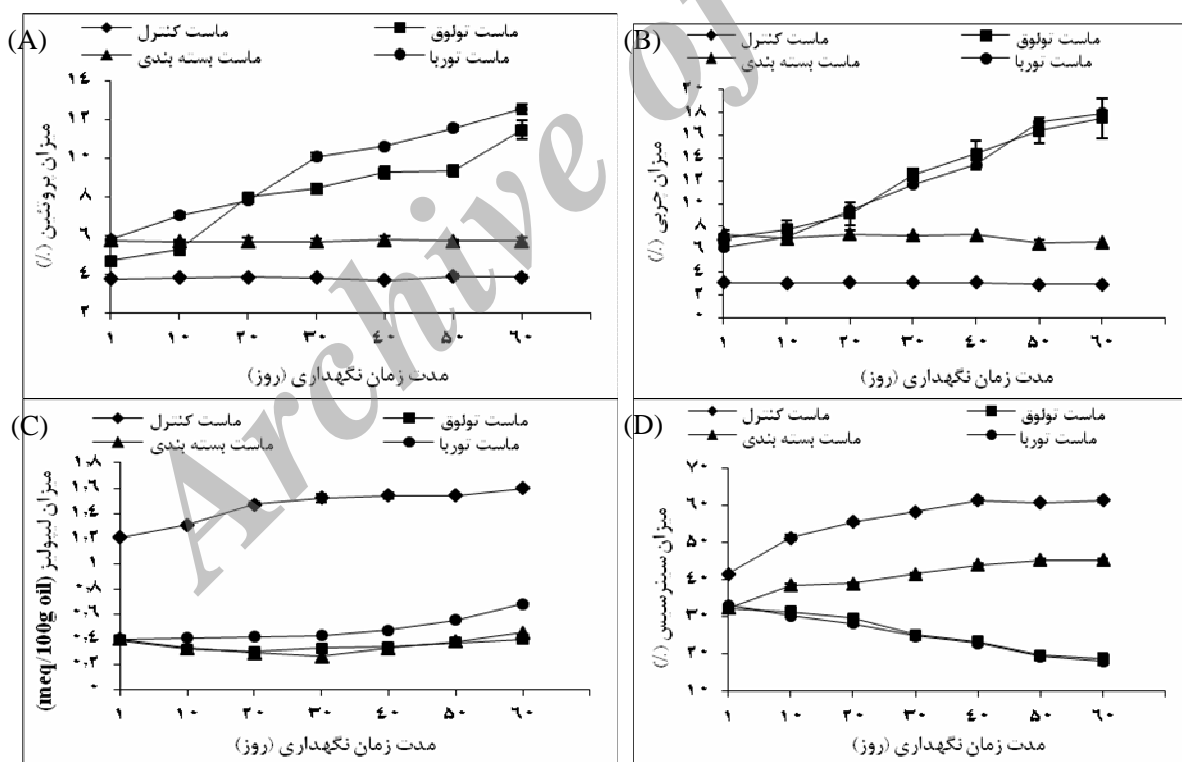 (A)
ماست کنترل
ماست تولوق
ماست بسته بندی
ماست توربا
میزان پروتئین (٪)
۱۴
۱۲
۱۰
۸
۶
۴
۲
۱ ۱۰ ۲۰ ۳۰ ۴۰ ۵۰ ۶۰
مدت زمان نگهداری (روز)
(B)
ماست کنترل
ماست تولوق
ماست بسته بندی
ماست توربا
میزان چربی (٪)
۲۰
۱۸
۱۶
۱۴
۱۲
۱۰
۸
۶
۴
۲
۰
۱ ۱۰ ۲۰ ۳۰ ۴۰ ۵۰ ۶۰
مدت زمان نگهداری (روز)
(C)
ماست کنترل
ماست تولوق
ماست بسته بندی
ماست توربا
میزان لیپولیز (meq/100g oil)
۱٫۸
۱٫۶
۱٫۴
۱٫۲
۱
۰٫۸
۰٫۶
۰٫۴
۰٫۲
۰
۱ ۱۰ ۲۰ ۳۰ ۴۰ ۵۰ ۶۰
مدت زمان نگهداری (روز)
(D)
ماست کنترل
ماست تولوق
ماست بسته بندی
ماست توربا
میزان سینرسیس (٪)
۷۰
۶۰
۵۰
۴۰
۳۰
۲۰
۱۰
۱ ۱۰ ۲۰ ۳۰ ۴۰ ۵۰ ۶۰
مدت زمان نگهداری (روز)
Archive of